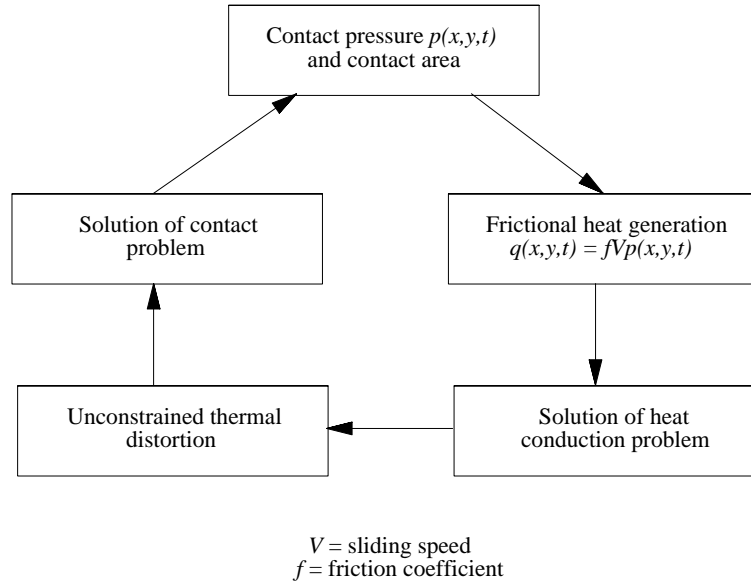 Contact pressure p(x,y,t)
and contact area
Solution of contact
problem
Frictional heat generation
q(x,y,t) = fVp(x,y,t)
Unconstrained thermal
distortion
Solution of heat
conduction problem
V = sliding speed
f = friction coefficient